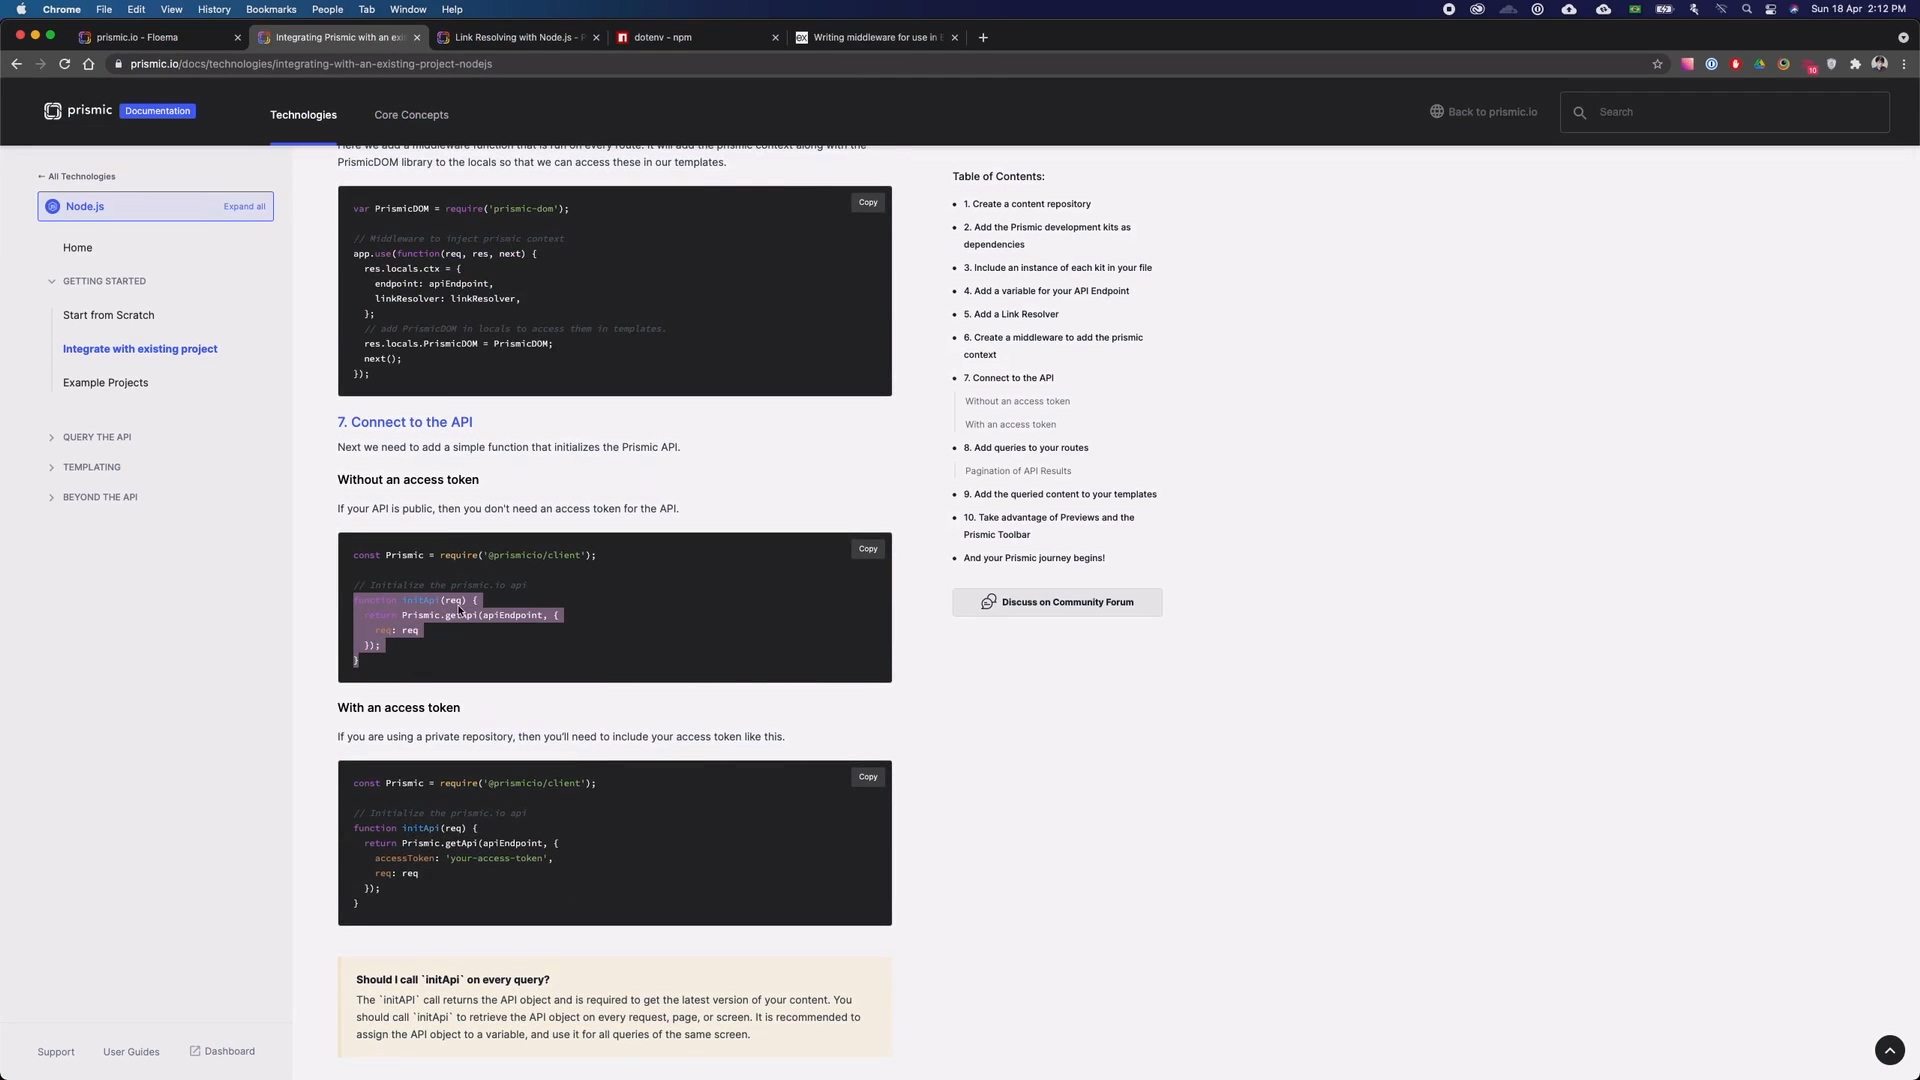 Chrome File Edit View History Bookmarks People Tab Window Help Sun 18 Apr 2:12 PM
prismic.io - Floema
Integrating Prismic with an exi
Link Resolving with Node.js - P
dotenv - npm
Writing middleware for use in E
prismic.io/docs/technologies/integrating-with-an-existing-project-nodejs
10
prismic Documentation
Technologies
Core Concepts
Back to prismic.io
Search
← All Technologies
Node.js
Expand all
Home
GETTING STARTED
Start from Scratch
Integrate with existing project
Example Projects
QUERY THE API
TEMPLATING
BEYOND THE API
Support
User Guides
Dashboard
Here we add a middleware function that is run on every route. It will add the prismic context along with the
PrismicDOM library to the locals so that we can access these in our templates.
Copy
var PrismicDOM = require('prismic-dom');
// Middleware to inject prismic context
app.use(function(req, res, next) {
res.locals.ctx = {
endpoint: apiEndpoint,
linkResolver: linkResolver,
};
// add PrismicDOM in locals to access them in templates.
res.locals.PrismicDOM = PrismicDOM;
next();
});
7. Connect to the API
Next we need to add a simple function that initializes the Prismic API.
Without an access token
If your API is public, then you don't need an access token for the API.
Copy
const Prismic = require('@prismicio/client');
// Initialize the prismic.io api
function initApi(req) {
return Prismic.getApi(apiEndpoint, {
req: req
});
}
With an access token
If you are using a private repository, then you'll need to include your access token like this.
Copy
const Prismic = require('@prismicio/client');
// Initialize the prismic.io api
function initApi(req) {
return Prismic.getApi(apiEndpoint, {
accessToken: 'your-access-token',
req: req
});
}
Should I call `initApi` on every query?
The `initAPI` call returns the API object and is required to get the latest version of your content. You
should call `initApi` to retrieve the API object on every request, page, or screen. It is recommended to
assign the API object to a variable, and use it for all queries of the same screen.
Table of Contents:
1. Create a content repository
2. Add the Prismic development kits as
dependencies
3. Include an instance of each kit in your file
4. Add a variable for your API Endpoint
5. Add a Link Resolver
6. Create a middleware to add the prismic
context
7. Connect to the API
Without an access token
With an access token
8. Add queries to your routes
Pagination of API Results
9. Add the queried content to your templates
10. Take advantage of Previews and the
Prismic Toolbar
And your Prismic journey begins!
Discuss on Community Forum